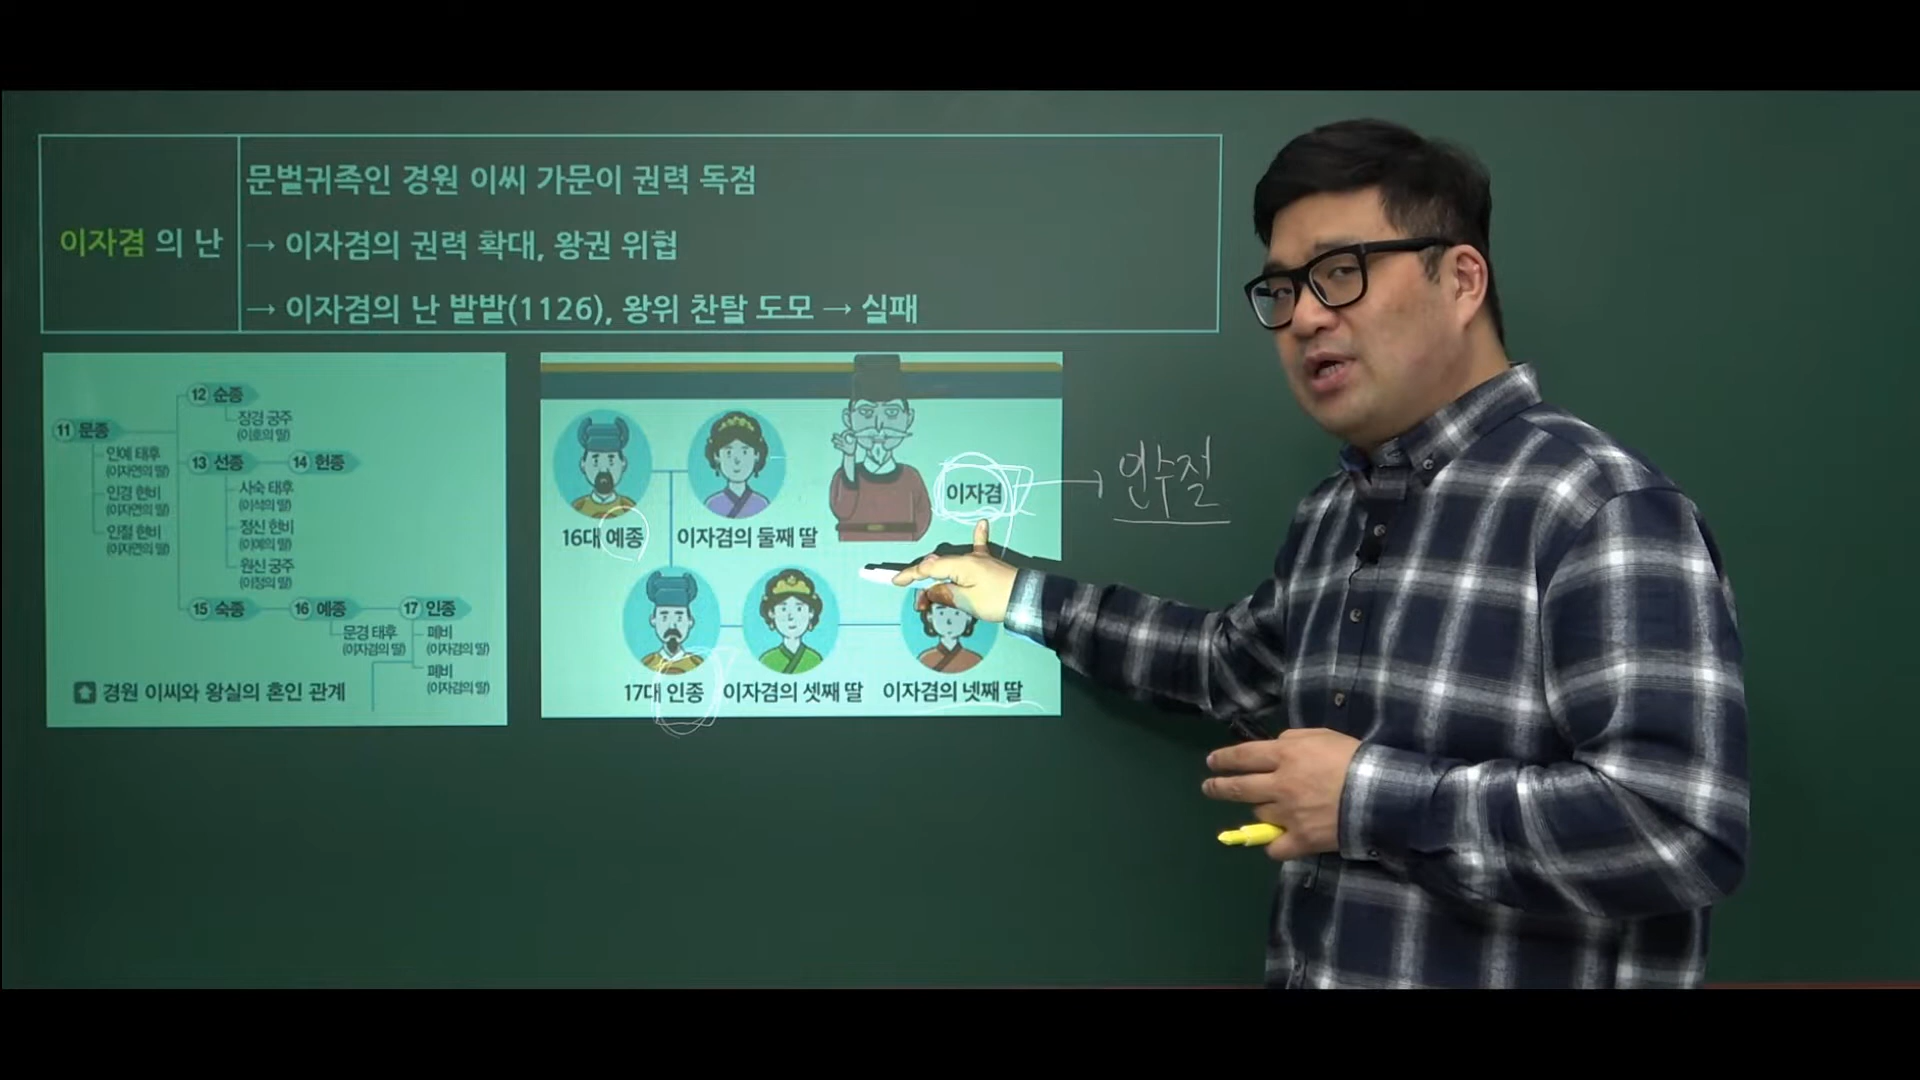 이자겸 의 난
문벌귀족인 경원 이씨 가문이 권력 독점
→ 이자겸의 권력 확대, 왕권 위협
→ 이자겸의 난 발발(1126), 왕위 찬탈 도모 → 실패
11 문종
인예 태후
(이자연의 딸)
인경 현비
(이자연의 딸)
인절 현비
(이자연의 딸)
12 순종
장경 궁주
(이호의 딸)
13 선종
14 헌종
사숙 태후
(이석의 딸)
정신 현비
(이예의 딸)
원신 궁주
(이정의 딸)
15 숙종
16 예종
17 인종
문경 태후
(이자겸의 딸)
폐비
(이자겸의 딸)
폐비
(이자겸의 딸)
경원 이씨와 왕실의 혼인 관계
16대 예종
이자겸의 둘째 딸
이자겸
→ 인수절
17대 인종
이자겸의 셋째 딸
이자겸의 넷째 딸